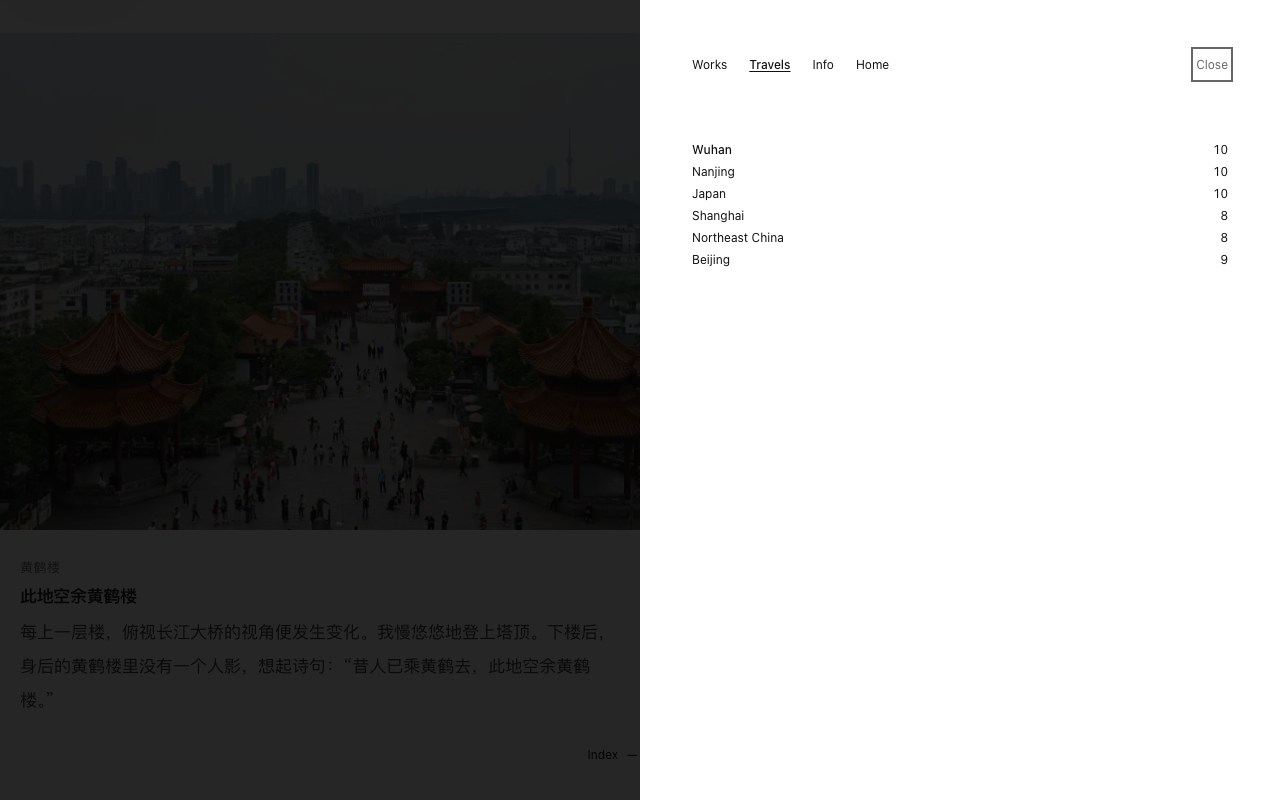 Works Travels Info Home Close
Wuhan 10
Nanjing 10
Japan 10
Shanghai 8
Northeast China 8
Beijing 9
黄鹤楼
此地空余黄鹤楼
每上一层楼，俯视长江大桥的视角便发生变化。我慢悠悠地登上塔顶。下楼后，
身后的黄鹤楼里没有一个人影，想起诗句：“昔人已乘黄鹤去，此地空余黄鹤
楼。”
Index —